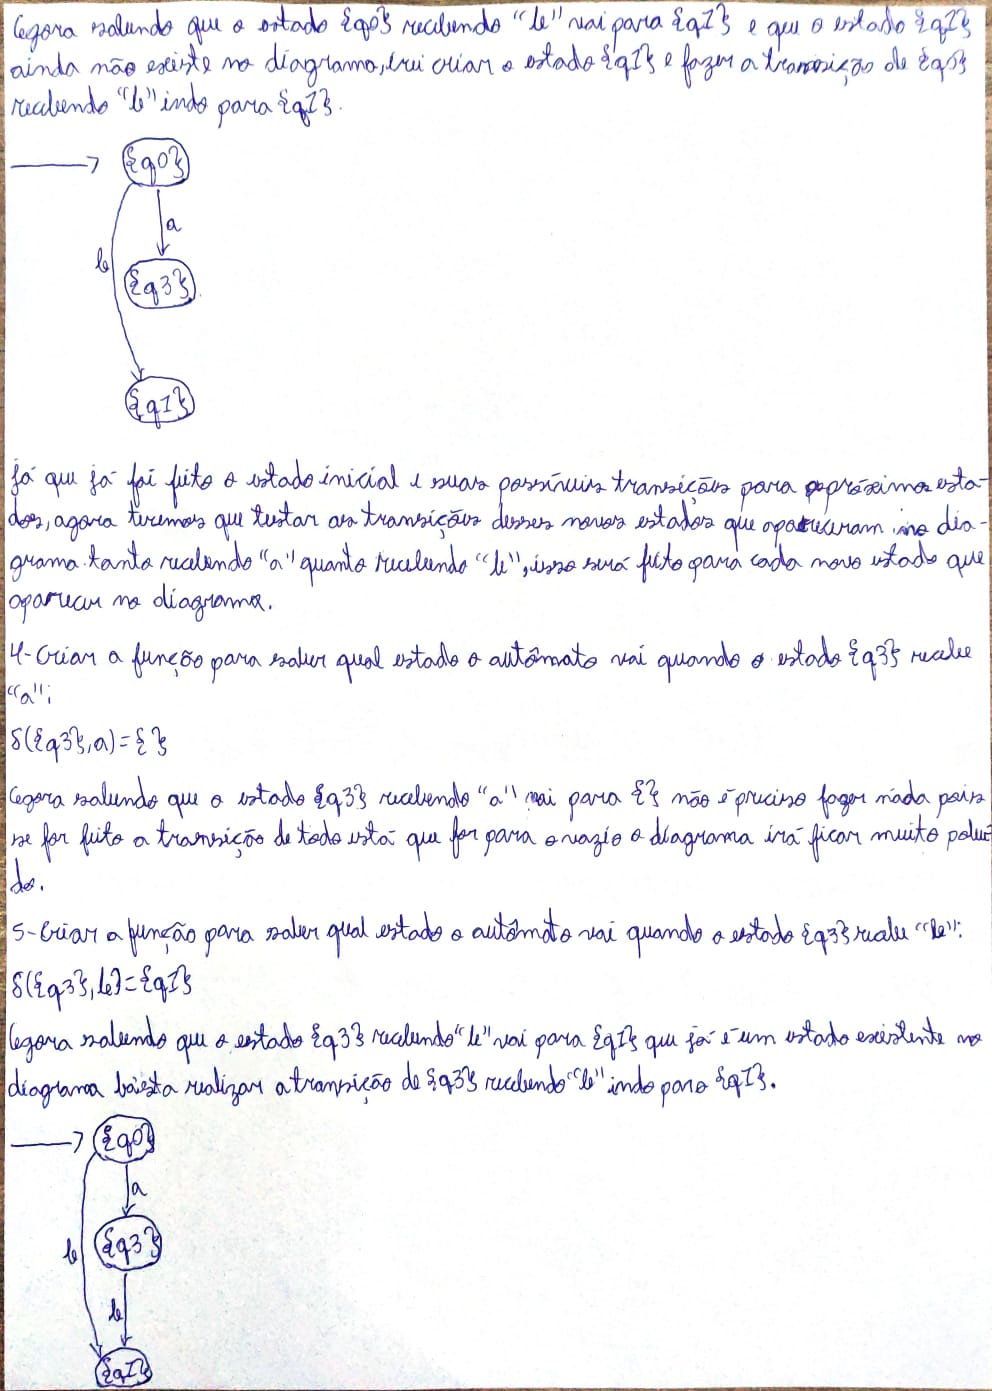 Agora sabendo que o estado {q0} recebendo "b" vai para {q1} e que o estado {q1}
ainda não existe no diagrama, irei criar o estado {q1} e fazer a transição de {q0}
recebendo "b" indo para {q1}.
{q0}
a
b
{q3}
{q1}
Já que já foi feito o estado inicial e suas possíveis transições para próximos esta-
dos, agora teremos que testar as transições desses novos estados que apareceram no dia-
grama tanto recebendo "a" quanto recebendo "b", isso será feito para cada novo estado que
aparecer no diagrama.
4-Criar a função para saber qual estado o autômato vai quando o estado {q3} recebe
"a":
δ({q3},a)={}
Agora sabendo que o estado {q3} recebendo "a" vai para {} não é preciso fazer nada pois
se for feito a transição de todo está que for para o vazio o diagrama irá ficar muito polui-
do.
5-Criar a função para saber qual estado o autômato vai quando o estado {q3} recebe "b":
δ({q3},b)={q1}
Agora sabendo que o estado {q3} recebendo "b" vai para {q1} que já é um estado existente no
diagrama basta realizar a transição de {q3} recebendo "b" indo para {q1}.
{q0}
a
b
{q3}
b
{q1}